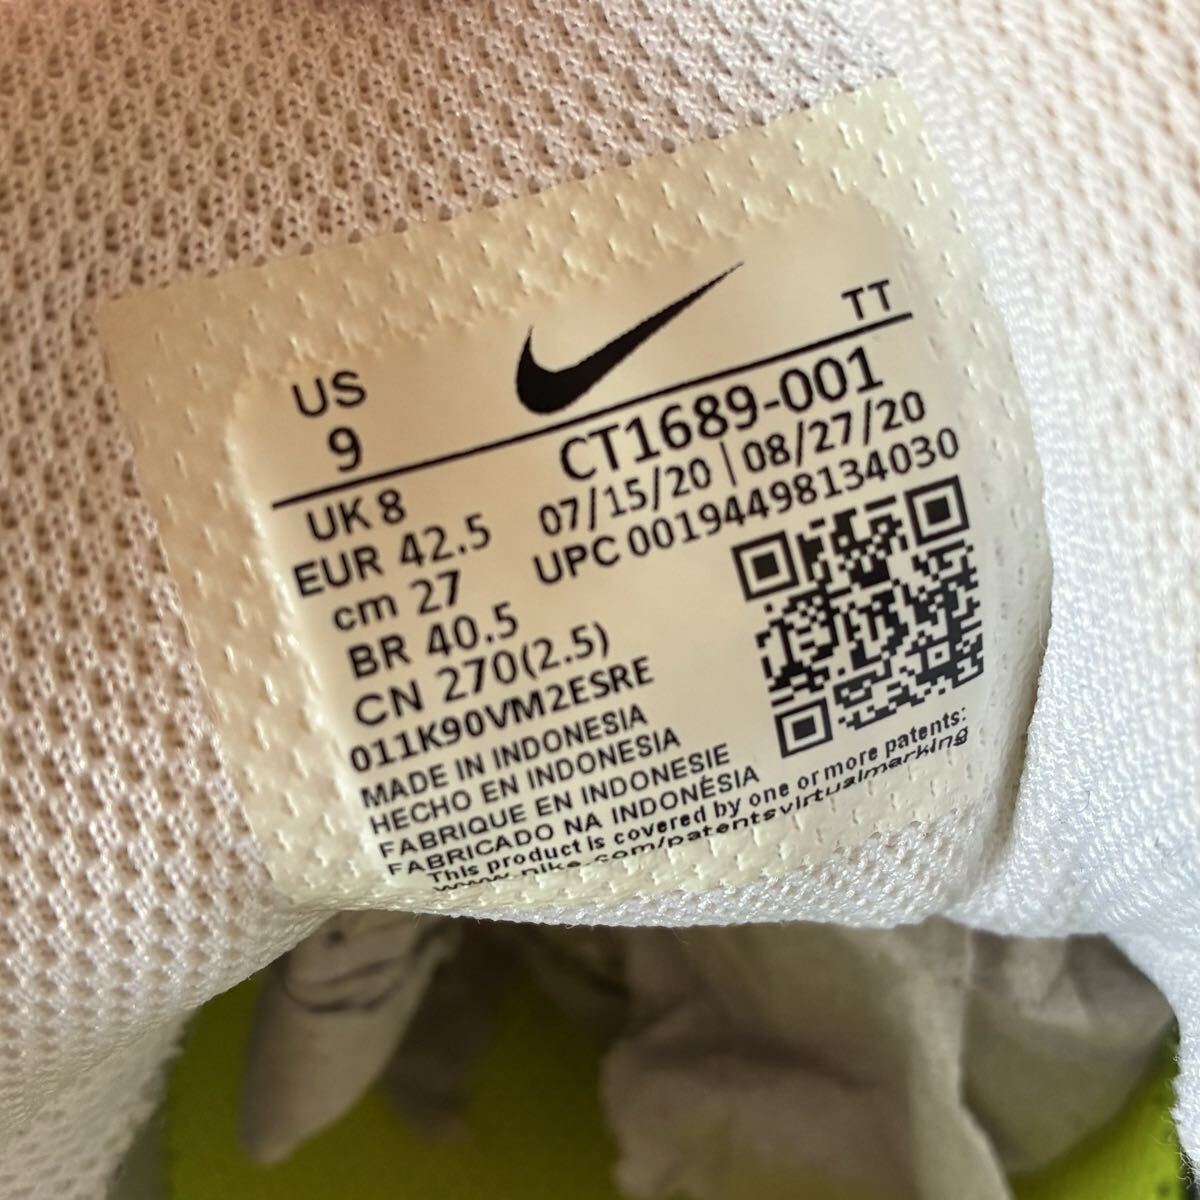 US
9
TT
CT1689-001
UK 8
07/15/20 | 08/27/20
EUR 42.5
UPC 00194498134030
cm 27
BR 40.5
CN 270(2.5)
011K90VM2ESRE
MADE IN INDONESIA
HECHO EN INDONESIA
FABRIQUE EN INDONESIE
FABRICADO NA INDONÉSIA
This product is covered by one or more patents:
www.nike.com/patentsvirtualmarking